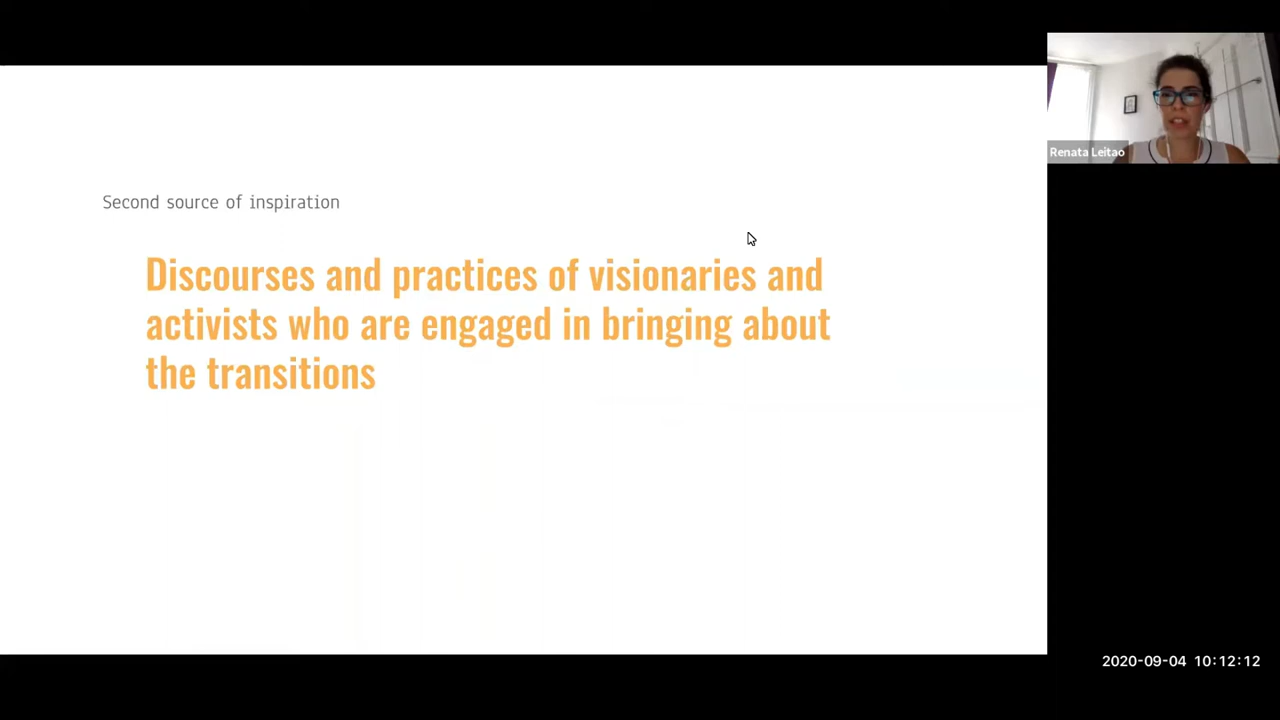 Renata Leitao
Second source of inspiration
Discourses and practices of visionaries and
activists who are engaged in bringing about
the transitions
2020-09-04 10:12:12